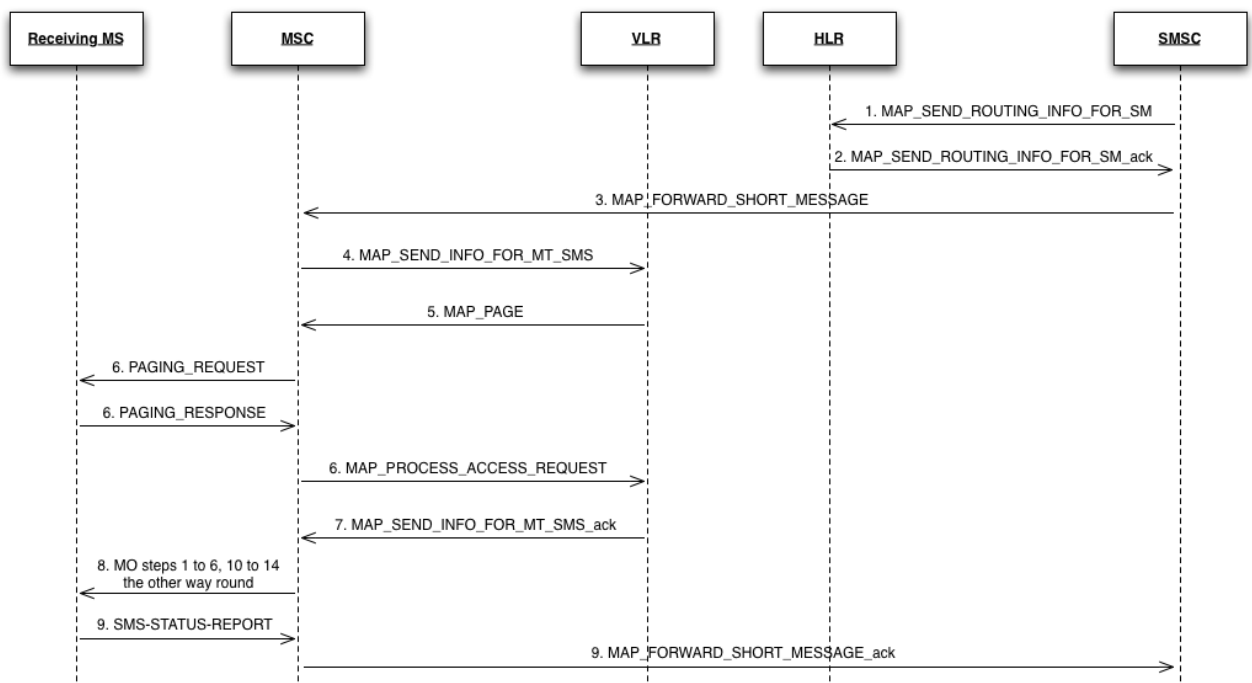 Receiving MS
MSC
VLR
HLR
SMSC
1. MAP_SEND_ROUTING_INFO_FOR_SM
2. MAP_SEND_ROUTING_INFO_FOR_SM_ack
3. MAP_FORWARD_SHORT_MESSAGE
4. MAP_SEND_INFO_FOR_MT_SMS
5. MAP_PAGE
6. PAGING_REQUEST
6. PAGING_RESPONSE
6. MAP_PROCESS_ACCESS_REQUEST
7. MAP_SEND_INFO_FOR_MT_SMS_ack
8. MO steps 1 to 6, 10 to 14
the other way round
9. SMS-STATUS-REPORT
9. MAP_FORWARD_SHORT_MESSAGE_ack